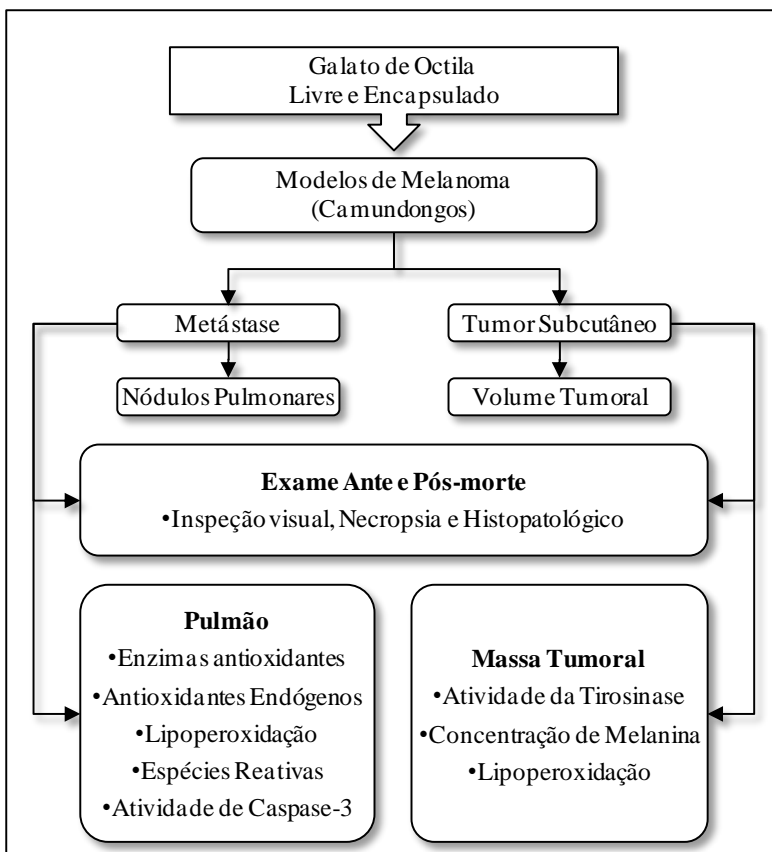 Galato de Octila
Livre e Encapsulado
Modelos de Melanoma
(Camundongos)
Metástase
Tumor Subcutâneo
Nódulos Pulmonares
Volume Tumoral
Exame Ante e Pós-morte
•Inspeção visual, Necropsia e Histopatológico
Pulmão
•Enzimas antioxidantes
•Antioxidantes Endógenos
•Lipoperoxidação
•Espécies Reativas
•Atividade de Caspase-3
Massa Tumoral
•Atividade da Tirosinase
•Concentração de Melanina
•Lipoperoxidação